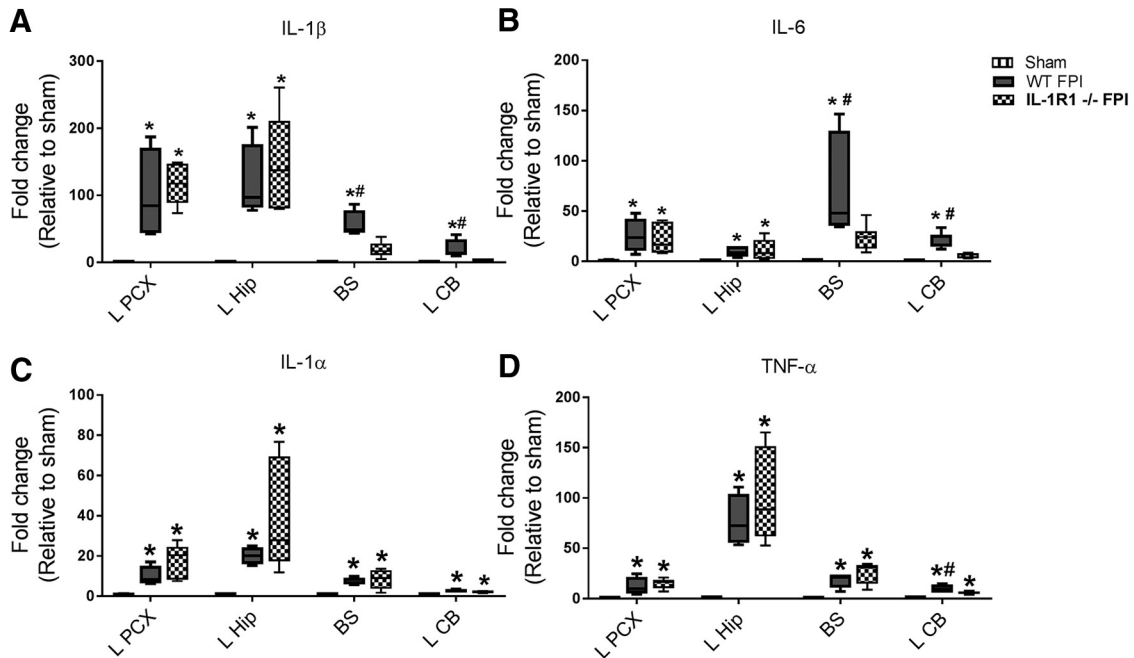 A
IL-1β
Fold change
(Relative to sham)
300
200
100
0
*
*
*
*
*#
*#
L PCX
L Hip
BS
L CB
B
IL-6
Fold change
(Relative to sham)
200
150
100
50
0
*
*
*
*
* #
* #
L PCX
L Hip
BS
L CB
Sham
WT FPI
IL-1R1 -/- FPI
C
IL-1α
Fold change
(Relative to sham)
100
80
60
40
20
0
*
*
*
*
*
*
*
*
L PCX
L Hip
BS
L CB
D
TNF-α
Fold change
(Relative to sham)
200
150
100
50
0
*
*
*
*
*
*
*#
*
L PCX
L Hip
BS
L CB